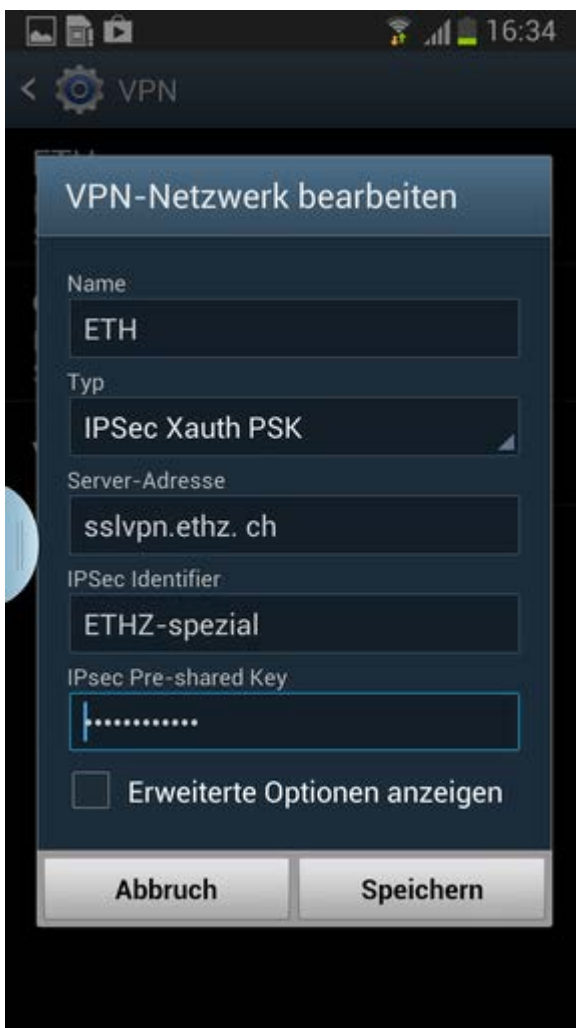 16:34
VPN
VPN-Netzwerk bearbeiten
Name
ETH
Typ
IPSec Xauth PSK
Server-Adresse
sslvpn.ethz. ch
IPSec Identifier
ETHZ-spezial
IPsec Pre-shared Key
••••••••••••
Erweiterte Optionen anzeigen
Abbruch Speichern